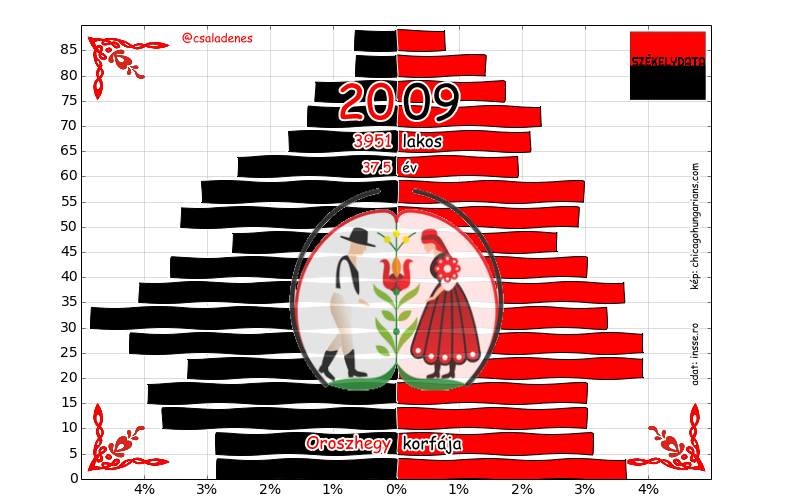 @csaladenes
SZÉKELYDATA
2009
3951 lakos
37.5 év
kép: chicagohungarians.com
adat: insse.ro
Oroszhegy korfája
85
80
75
70
65
60
55
50
45
40
35
30
25
20
15
10
5
0
4% 3% 2% 1% 0% 1% 2% 3% 4%